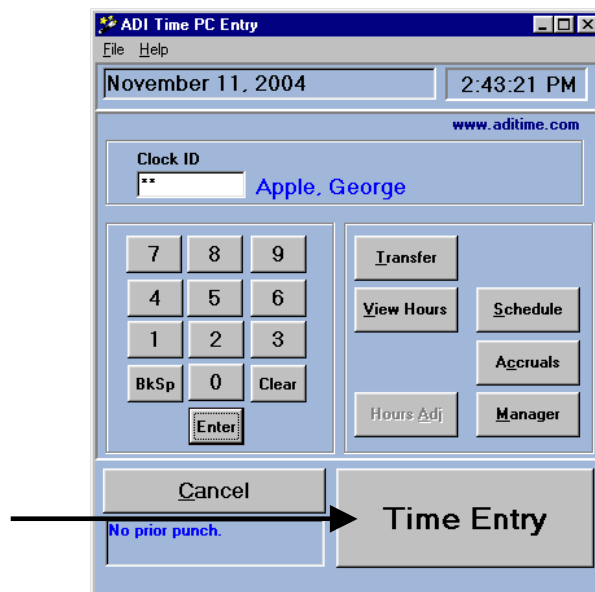 ADI Time PC Entry
File Help
November 11, 2004 2:43:21 PM
www.aditime.com
Clock ID
** Apple, George
7 8 9 Transfer
4 5 6 View Hours Schedule
1 2 3 Accruals
BkSp 0 Clear Hours Adj Manager
Enter
Cancel
Time Entry
No prior punch.